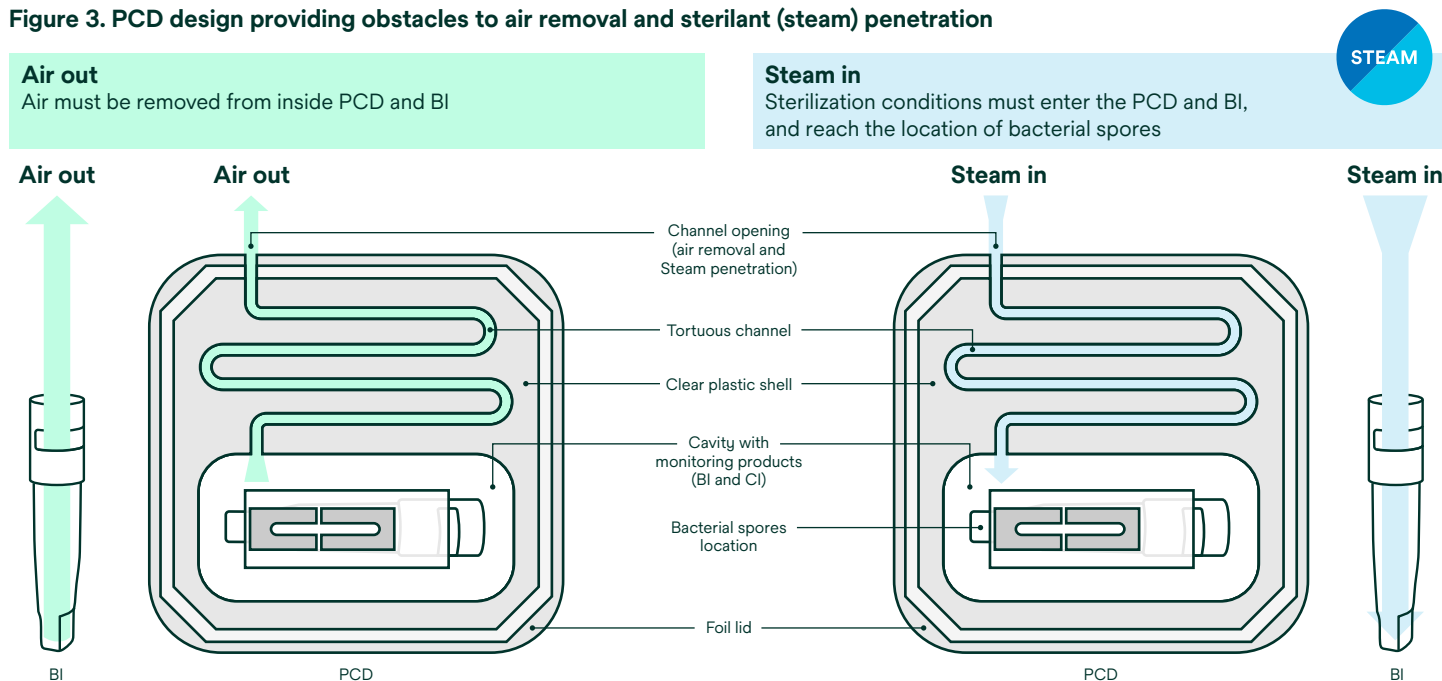 Figure 3. PCD design providing obstacles to air removal and sterilant (steam) penetration
STEAM
Air out
Air must be removed from inside PCD and BI
Steam in
Sterilization conditions must enter the PCD and BI,
and reach the location of bacterial spores
Air out
Air out
Steam in
Steam in
Channel opening
(air removal and
Steam penetration)
Tortuous channel
Clear plastic shell
Cavity with
monitoring products
(BI and CI)
Bacterial spores
location
Foil lid
BI
PCD
PCD
BI